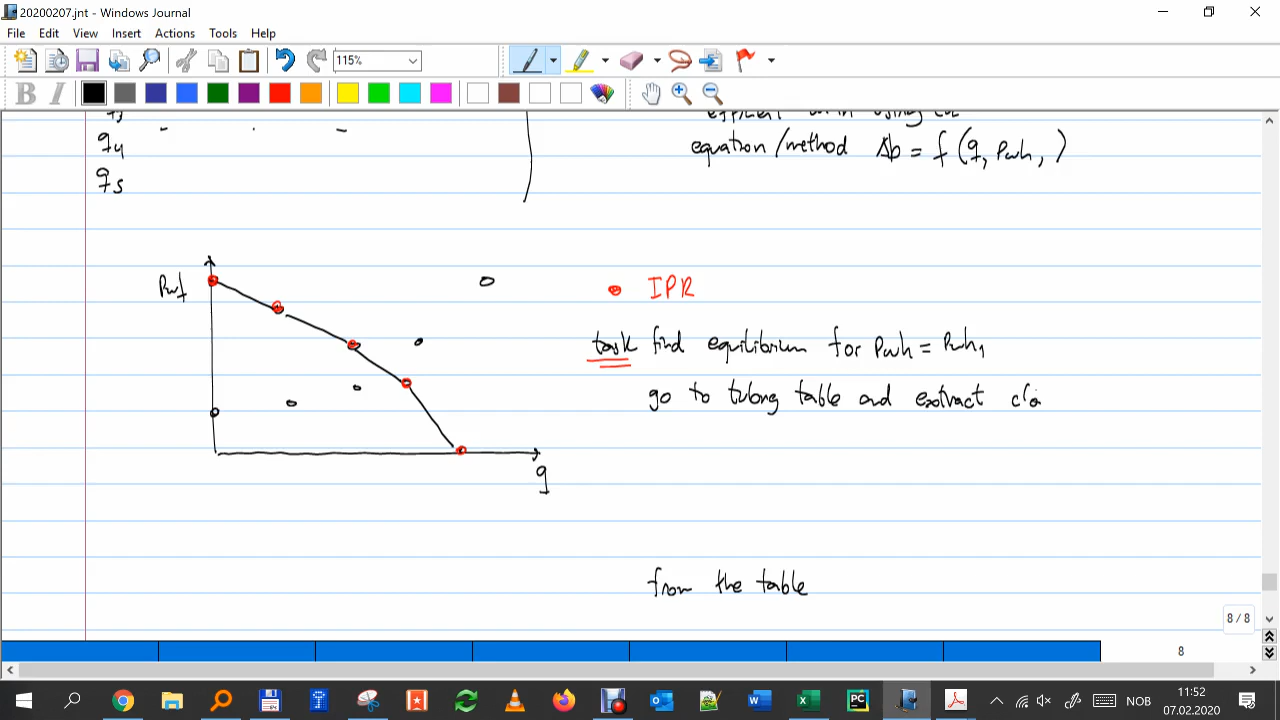 20200207.jnt - Windows Journal
File Edit View Insert Actions Tools Help
115%
B I
equation/method Δp = f (q, Pwh, )
q4
q5
Pwf
IPR
task find equilibrium for Pwh = Pwh1
go to tubing table and extract
q
from the table
8 / 8
8
NOB
11:52
07.02.2020